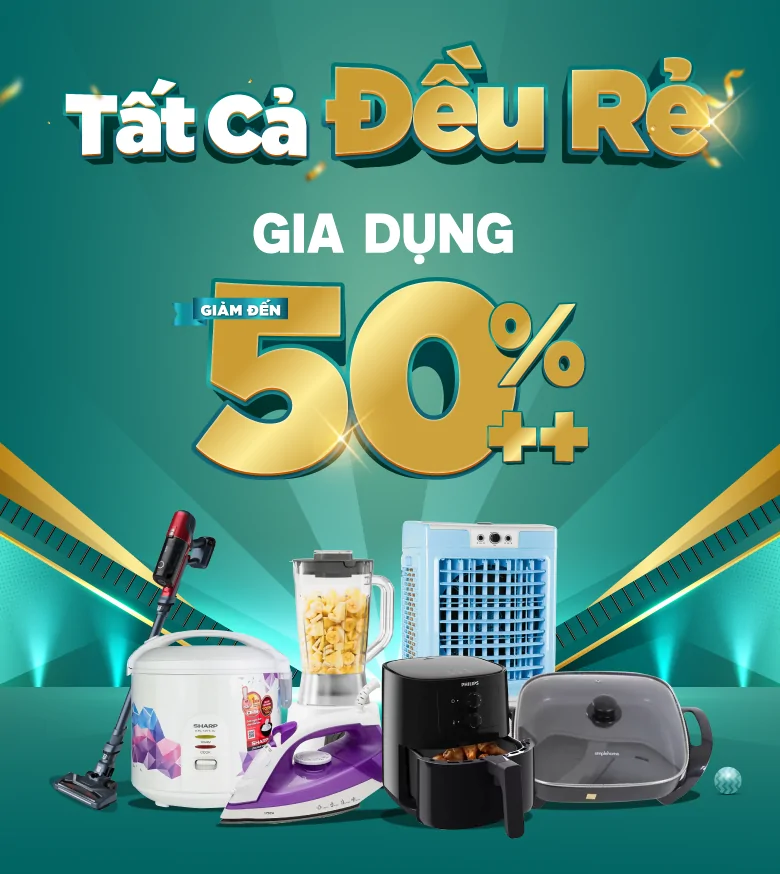 Tất Cả Đều Rẻ
GIA DỤNG
GIẢM ĐẾN
50%++
SHARP
PHILIPS